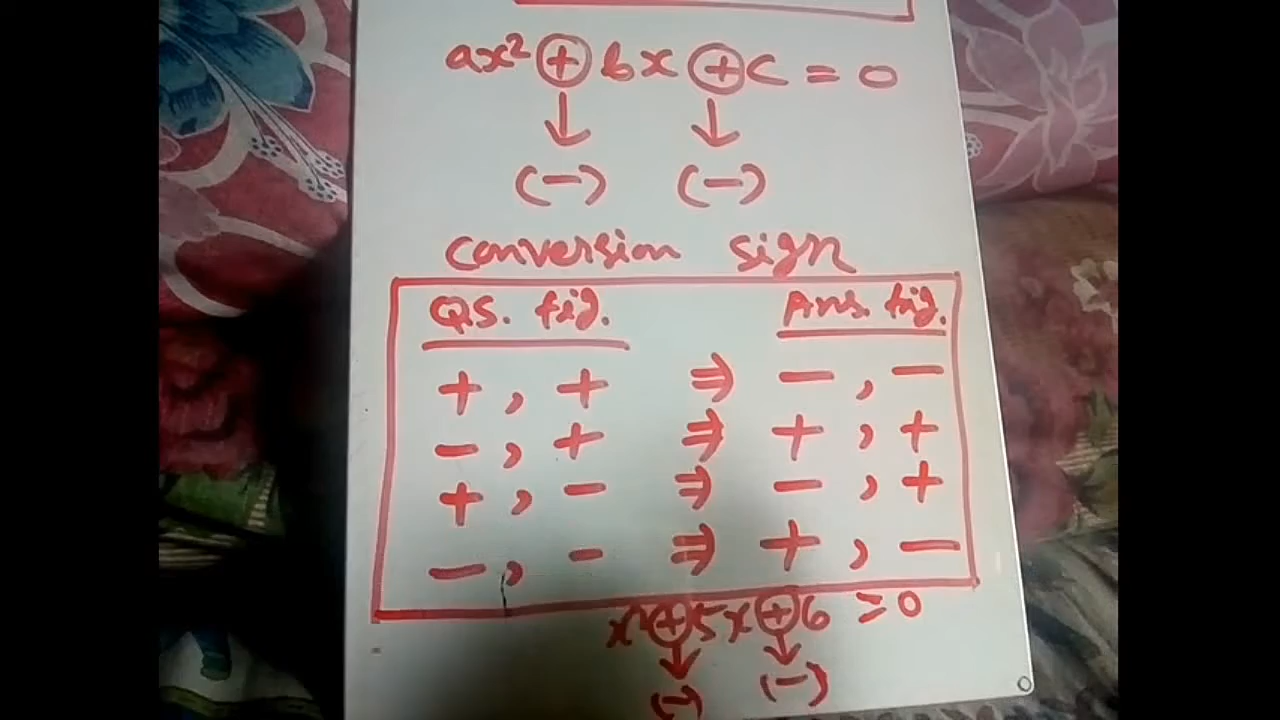 ax² + bx + c = 0
↓ ↓
(-) (-)
Conversion sign
QS. fig. Ans. fig.
+ , + ⇒ - , -
- , + ⇒ + , +
+ , - ⇒ - , +
- , - ⇒ + , -
x² + 5x + 6 = 0
↓ ↓
(-) (-)